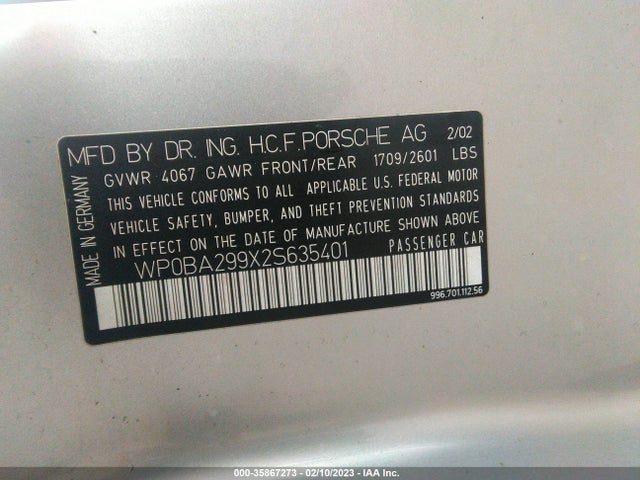 MFD BY DR. ING. H.C.F. PORSCHE AG 2/02
GVWR 4067 GAWR FRONT/REAR 1709/2601 LBS
THIS VEHICLE CONFORMS TO ALL APPLICABLE U.S. FEDERAL MOTOR
VEHICLE SAFETY, BUMPER, AND THEFT PREVENTION STANDARDS
IN EFFECT ON THE DATE OF MANUFACTURE SHOWN ABOVE
WP0BA299X2S635401 PASSENGER CAR
996.701.112.56
MADE IN GERMANY
000-35867273 - 02/10/2023 - IAA Inc.